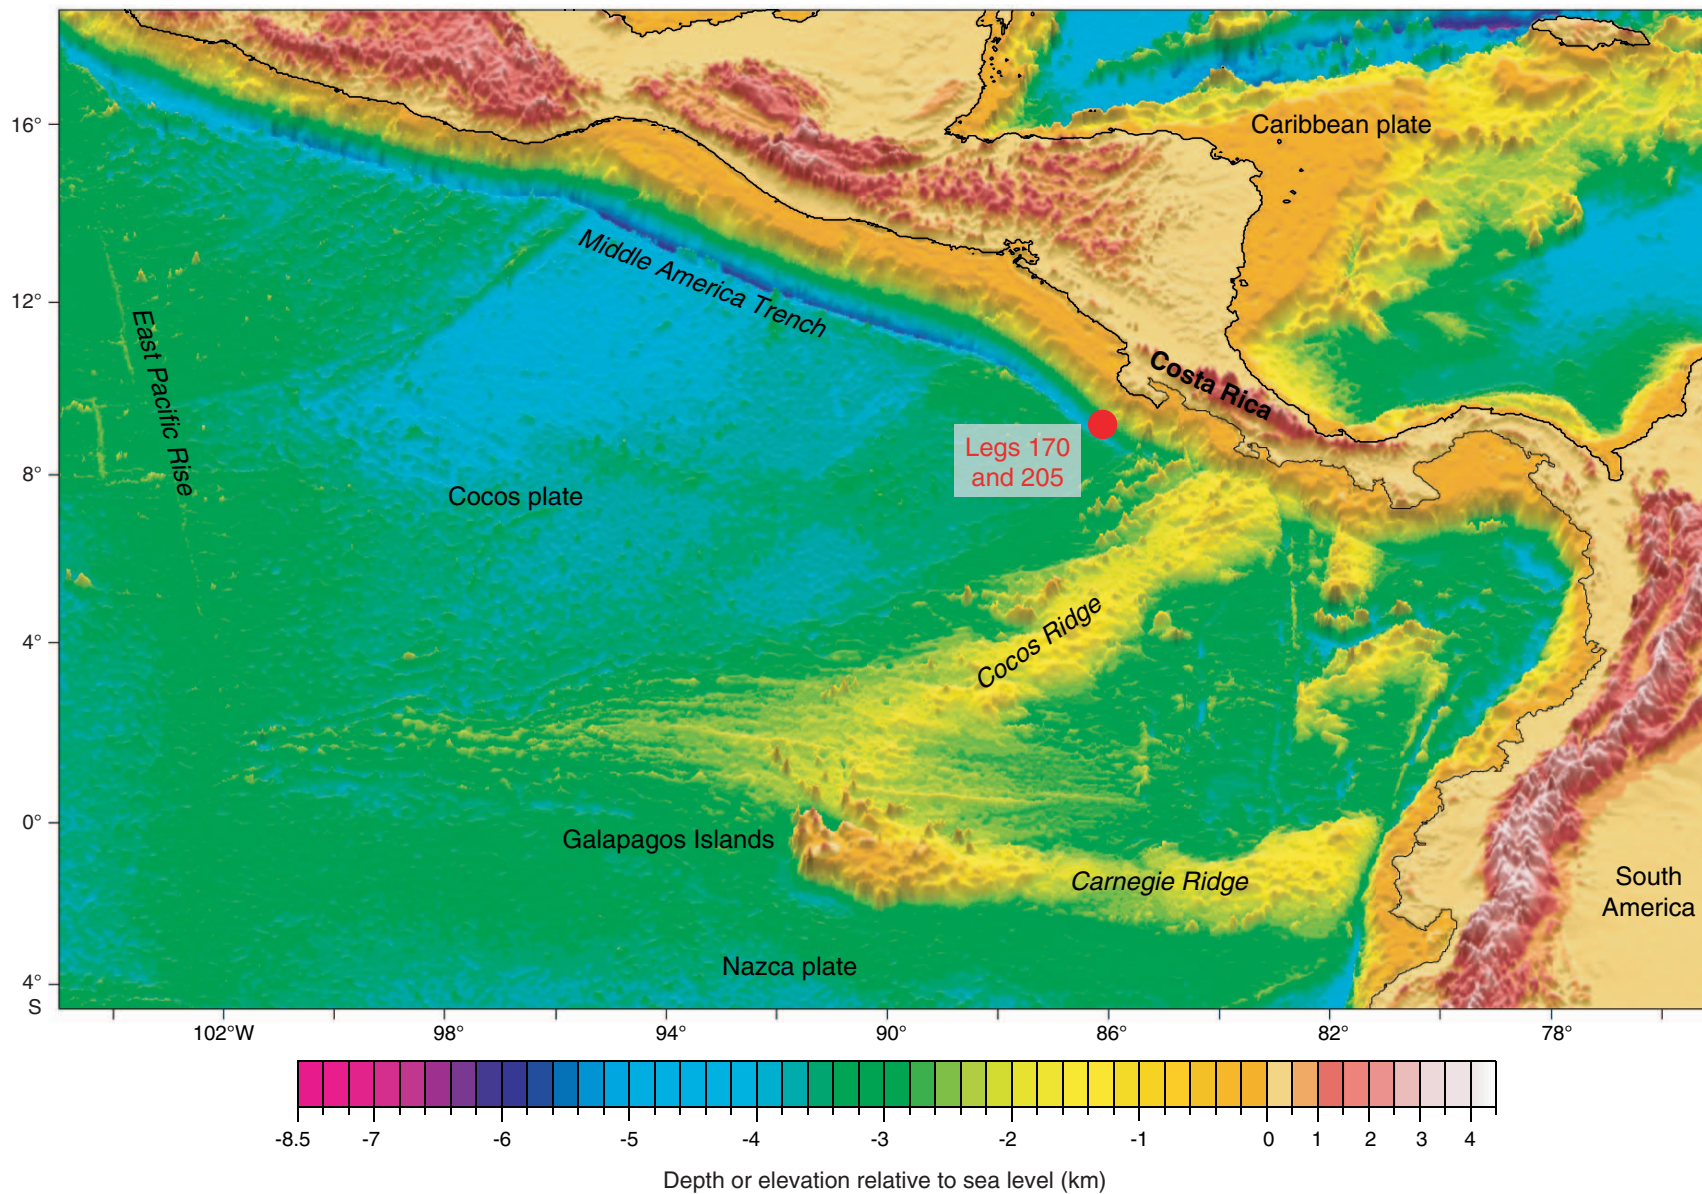 16°
Caribbean plate
Middle America Trench
12°
East Pacific Rise
Costa Rica
Legs 170
and 205
8°
Cocos plate
Cocos Ridge
4°
0°
Galapagos Islands
Carnegie Ridge
South
America
Nazca plate
4°
S
102°W
98°
94°
90°
86°
82°
78°
-8.5
-7
-6
-5
-4
-3
-2
-1
0
1
2
3
4
Depth or elevation relative to sea level (km)